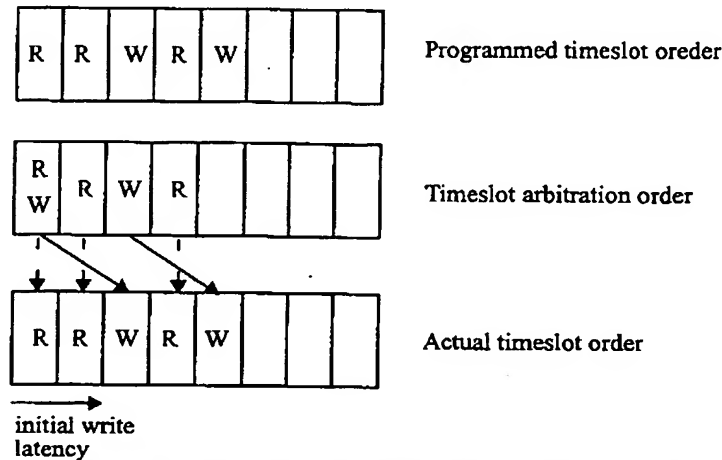 R R W R W
Programmed timeslot oreder
R
W R W R
Timeslot arbitration order
R R W R W
Actual timeslot order
initial write
latency